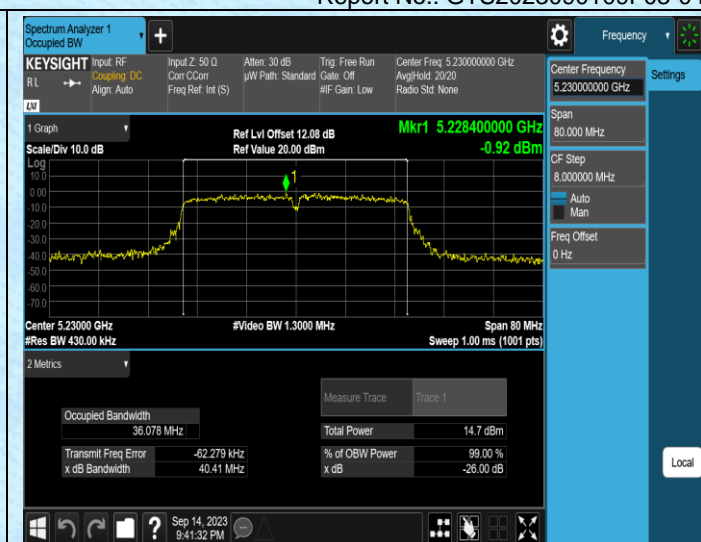 Spectrum Analyzer 1
Occupied BW
Frequency
KEYSIGHT
RL
LXI
Input: RF
Coupling: DC
Align: Auto
Input Z: 50 Ω
Corr CCorr
Freq Ref: Int (S)
Atten: 30 dB
µW Path: Standard
Trig: Free Run
Gate: Off
#IF Gain: Low
Center Freq: 5.230000000 GHz
Avg|Hold: 20/20
Radio Std: None
Center Frequency
5.230000000 GHz
Settings
Span
80.000 MHz
CF Step
8.000000 MHz
Auto
Man
Freq Offset
0 Hz
1 Graph
Scale/Div 10.0 dB
Ref Lvl Offset 12.08 dB
Ref Value 20.00 dBm
Mkr1 5.228400000 GHz
-0.92 dBm
Log
10.0
0.00
-10.0
-20.0
-30.0
-40.0
-50.0
-60.0
-70.0
1
Center 5.23000 GHz
#Res BW 430.00 kHz
#Video BW 1.3000 MHz
Span 80 MHz
Sweep 1.00 ms (1001 pts)
2 Metrics
Measure Trace
Trace 1
Occupied Bandwidth
36.078 MHz
Total Power
14.7 dBm
Transmit Freq Error
-62.279 kHz
% of OBW Power
99.00 %
x dB Bandwidth
40.41 MHz
x dB
-26.00 dB
Local
Sep 14, 2023
9:41:32 PM